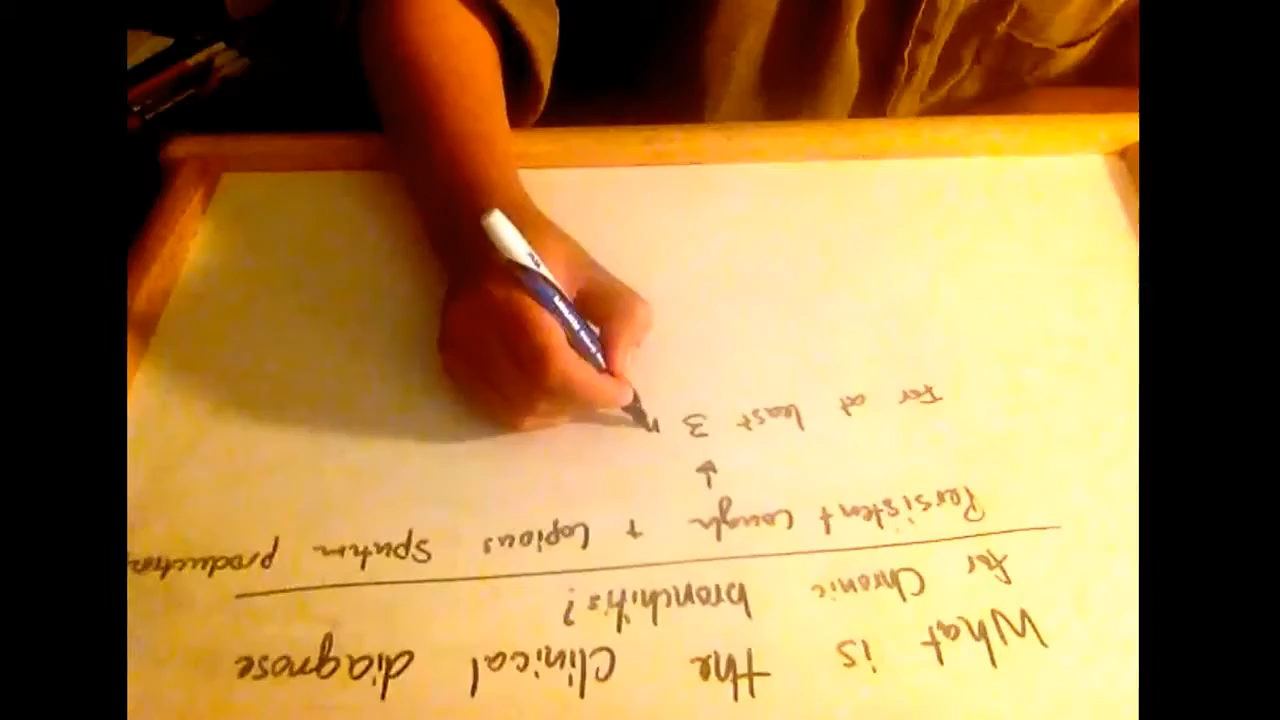 What is the Clinical diagnose
for Chronic bronchitis?
Persistent Cough + Copious Sputum production
↓
For at least 3